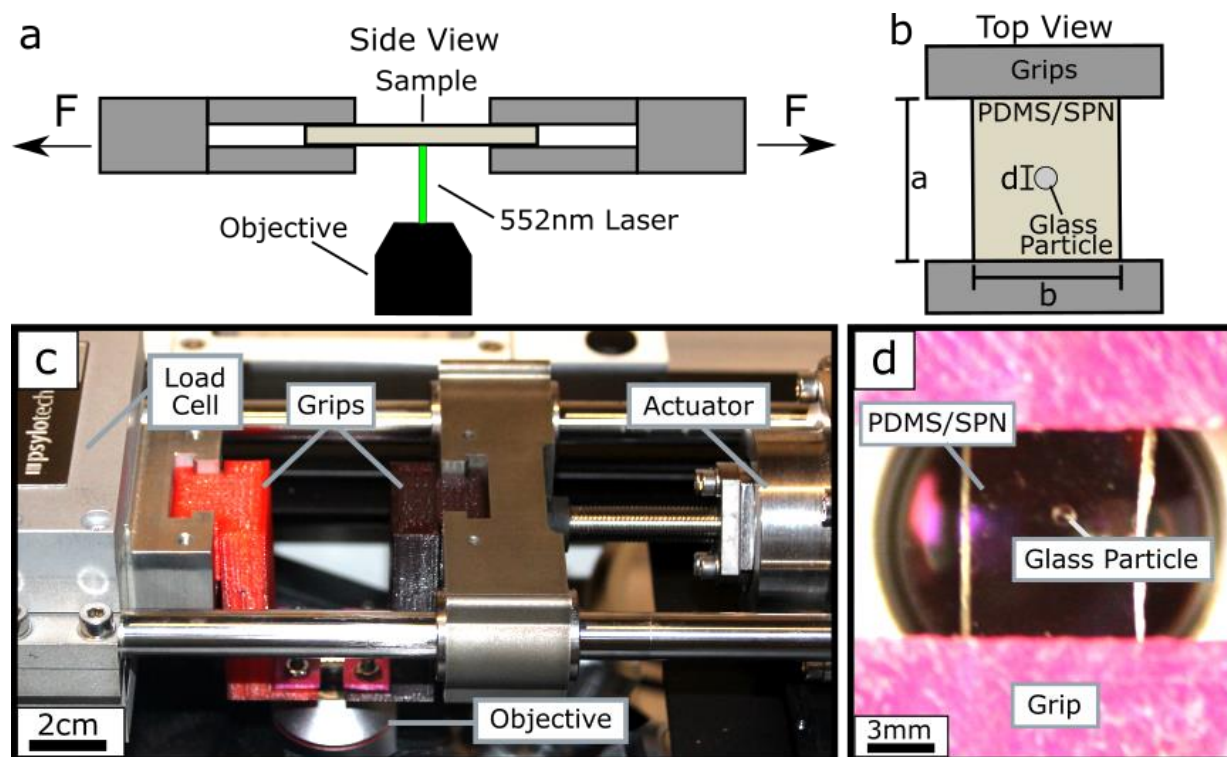 a
Side View
Sample
F
F
Objective
552nm Laser
b
Top View
Grips
PDMS/SPN
a
d
Glass
Particle
b
c
Load
Cell
Grips
Actuator
psylotech
Objective
2cm
d
PDMS/SPN
Glass Particle
Grip
3mm